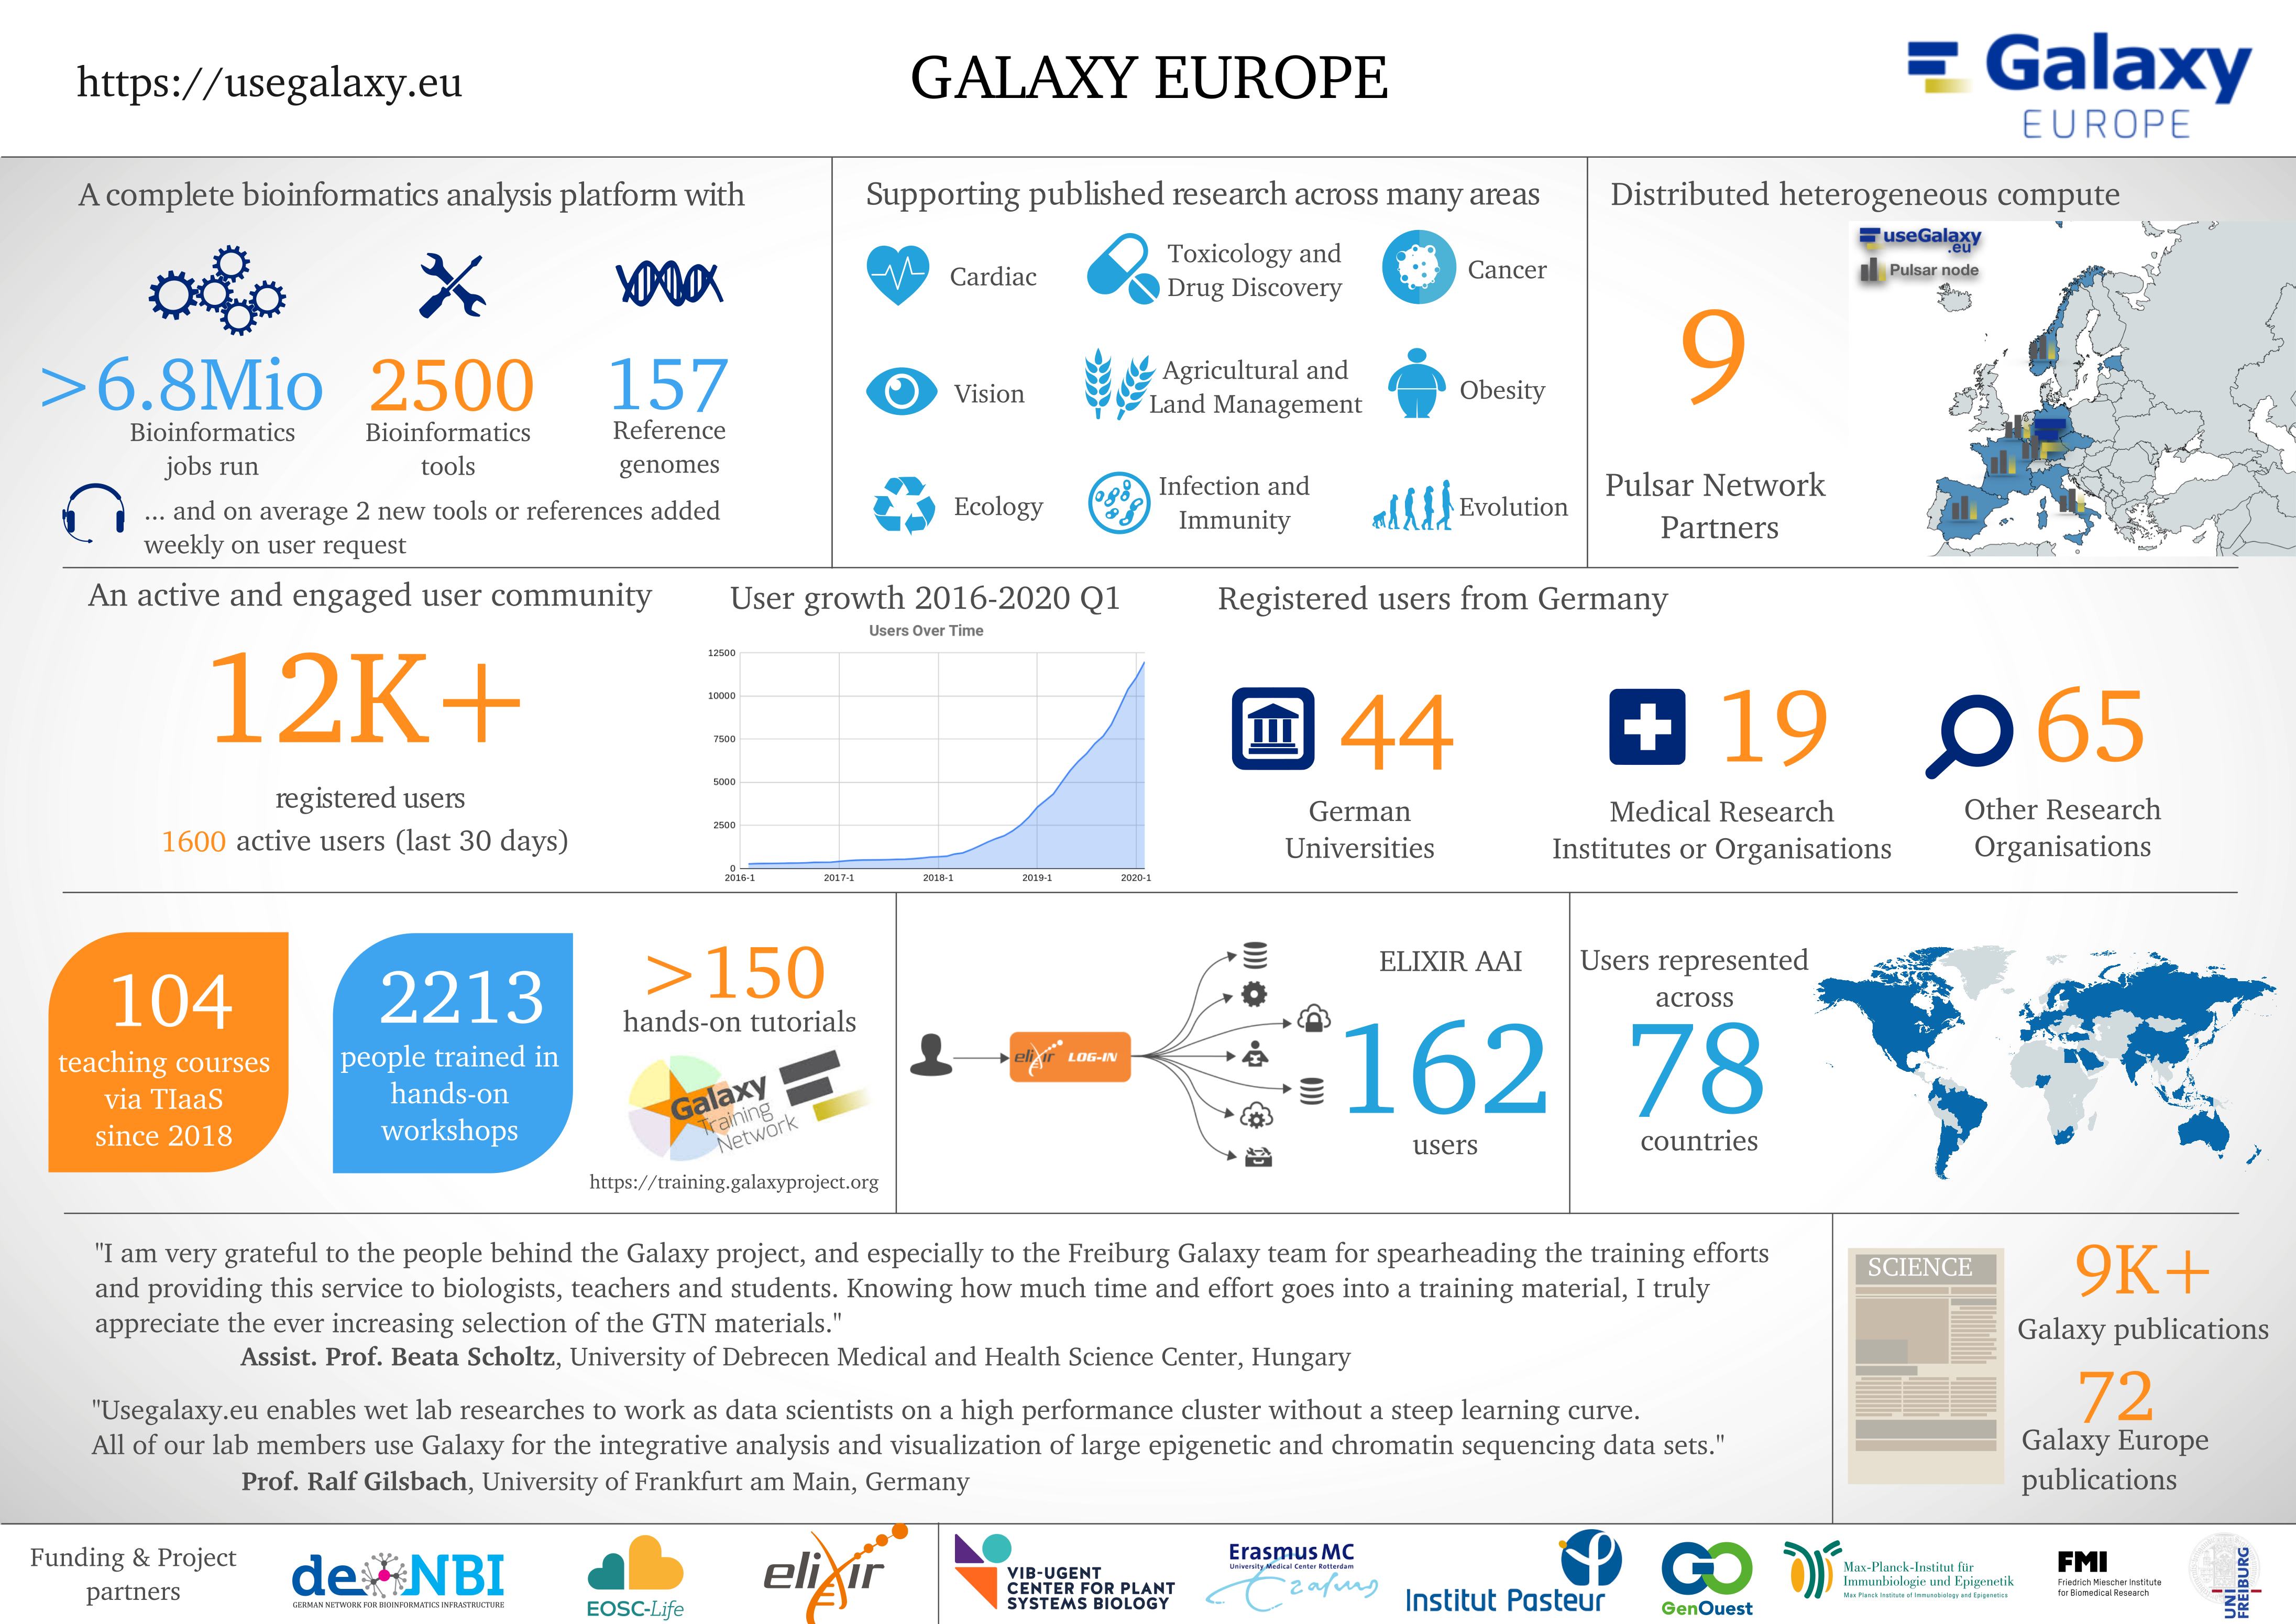 https://usegalaxy.eu
GALAXY EUROPE
Galaxy
EUROPE
A complete bioinformatics analysis platform with
>6.8Mio
Bioinformatics
jobs run
2500
Bioinformatics
tools
157
Reference
genomes
... and on average 2 new tools or references added
weekly on user request
Supporting published research across many areas
Cardiac
Toxicology and
Drug Discovery
Cancer
Vision
Agricultural and
Land Management
Obesity
Ecology
Infection and
Immunity
Evolution
Distributed heterogeneous compute
9
Pulsar Network
Partners
useGalaxy
.eu
Pulsar node
An active and engaged user community
12K+
registered users
1600 active users (last 30 days)
User growth 2016-2020 Q1
Users Over Time
12500
10000
7500
5000
2500
0
2016-1 2017-1 2018-1 2019-1 2020-1
Registered users from Germany
44
German
Universities
19
Medical Research
Institutes or Organisations
65
Other Research
Organisations
104
teaching courses
via TIaaS
since 2018
2213
people trained in
hands-on
workshops
>150
hands-on tutorials
Galaxy
Training
Network
https://training.galaxyproject.org
elixir LOG-IN
ELIXIR AAI
162
users
Users represented
across
78
countries
"I am very grateful to the people behind the Galaxy project, and especially to the Freiburg Galaxy team for spearheading the training efforts
and providing this service to biologists, teachers and students. Knowing how much time and effort goes into a training material, I truly
appreciate the ever increasing selection of the GTN materials."
Assist. Prof. Beata Scholtz, University of Debrecen Medical and Health Science Center, Hungary
"Usegalaxy.eu enables wet lab researches to work as data scientists on a high performance cluster without a steep learning curve.
All of our lab members use Galaxy for the integrative analysis and visualization of large epigenetic and chromatin sequencing data sets."
Prof. Ralf Gilsbach, University of Frankfurt am Main, Germany
SCIENCE
9K+
Galaxy publications
72
Galaxy Europe
publications
Funding & Project
partners
de NBI
GERMAN NETWORK FOR BIOINFORMATICS INFRASTRUCTURE
EOSC-Life
elixir
VIB-UGENT
CENTER FOR PLANT
SYSTEMS BIOLOGY
Erasmus MC
University Medical Center Rotterdam
Erasmus
Institut Pasteur
GenOuest
Max-Planck-Institut für
Immunbiologie und Epigenetik
Max Planck Institute of Immunobiology and Epigenetics
FMI
Friedrich Miescher Institute
for Biomedical Research
UNI
FREIBURG